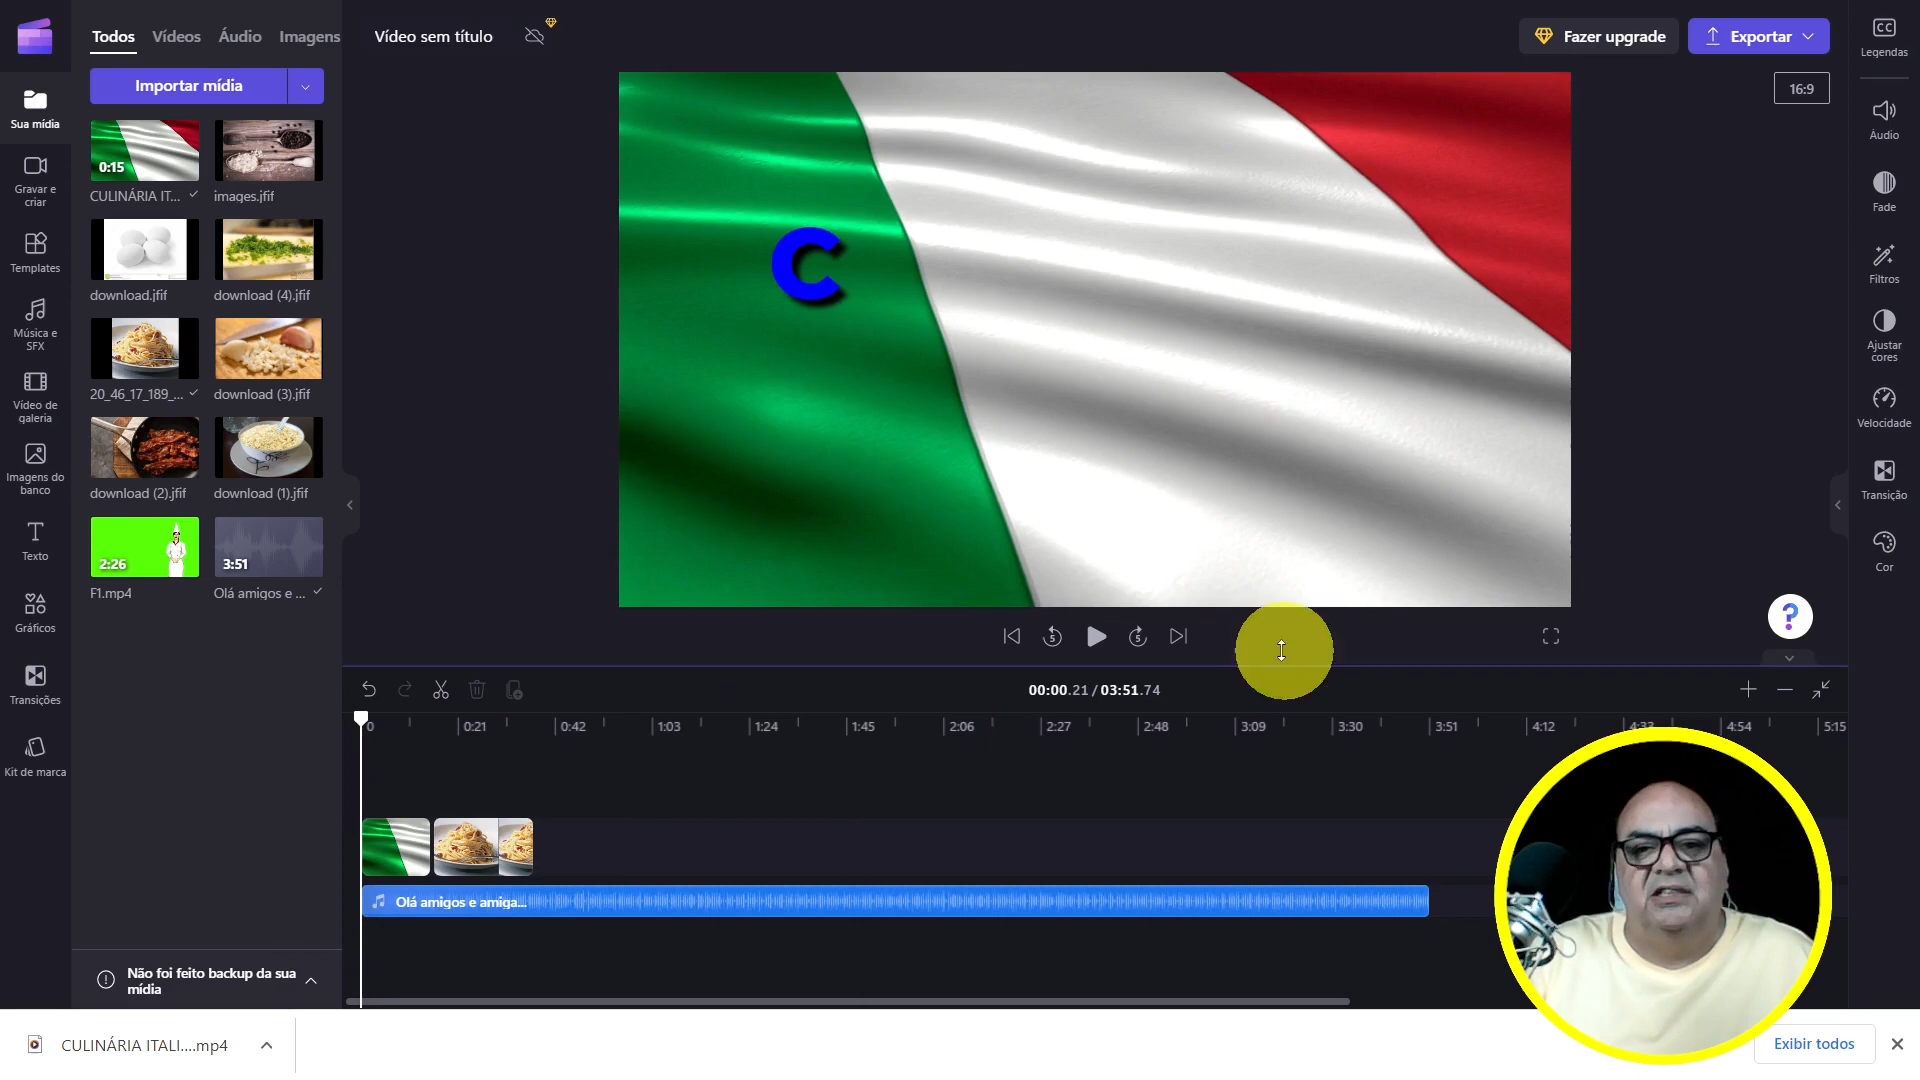 Todos Vídeos Áudio Imagens
Vídeo sem título
Fazer upgrade
Exportar
CC
Legendas
Importar mídia
16:9
Sua mídia
0:15
CULINÁRIA IT...
images.jfif
Áudio
Gravar e
criar
download.jfif
download (4).jfif
Fade
Templates
Filtros
Música e
SFX
20_46_17_189_...
download (3).jfif
C
Ajustar
cores
Vídeo de
galeria
Velocidade
Imagens do
banco
download (2).jfif
download (1).jfif
Transição
Texto
2:26
3:51
F1.mp4
Olá amigos e ...
Cor
Gráficos
5
5
?
Transições
00:00.21 / 03:51.74
0 0:21 0:42 1:03 1:24 1:45 2:06 2:27 2:48 3:09 3:30 3:51 4:12 4:33 4:54 5:15
Kit de marca
Olá amigos e amiga...
Não foi feito backup da sua
mídia
CULINÁRIA ITALI....mp4
Exibir todos